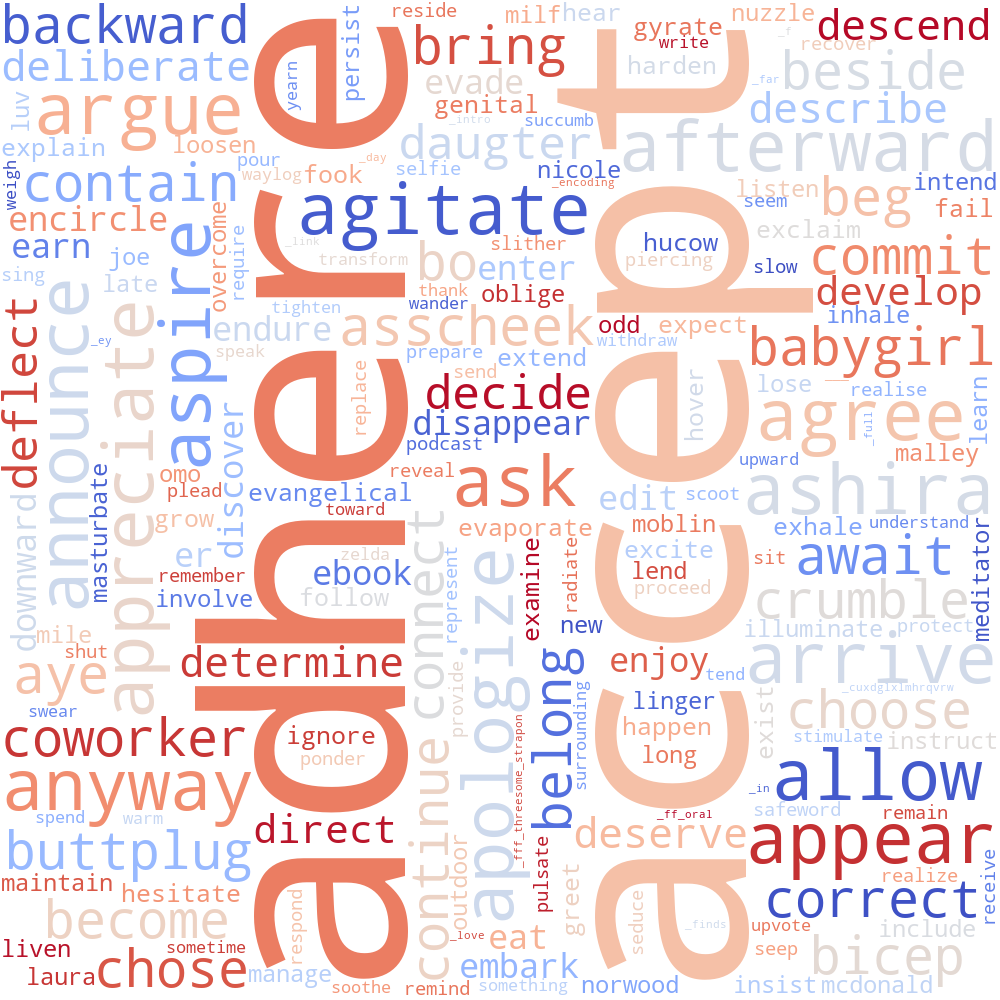 backward
reside
milf
hear
nuzzle
descend
deliberate
persist
bring
gyrate
write
_f
recover
yearn
evade
harden
beside
luv
argue
genital
_far
describe
explain
loosen
_intro
succumb
daugter
afterward
weigh
pour
_day
waylog
fook
selfie
nicole
_encoding
listen
seem
intend
contain
agitate
beg
fail
encircle
overcome
require
slither
exclaim
earn
joe
_link
transform
bo
enter
hucow
piercing
slow
commit
sing
late
thank
wander
oblige
develop
tighten
deflect
announce
appreciate
aspire
endure
asscheek
odd
expect
inhale
_ey
speak
prepare
extend
withdraw
babygirl
replace
send
decide
hover
lose
___
realise
learn
disappear
agree
_full
discover
podcast
upward
malley
masturbate
omo
plead
reveal
ask
evangelical
toward
edit
scoot
ashira
downward
grow
connect
evaporate
moblin
exhale
understand
er
zelda
examine
radiate
excite
sit
await
meditator
remember
ebook
represent
lend
proceed
involve
follow
apologize
new
crumble
mile
illuminate
protect
shut
adhere
accept
aye
determine
provide
belong
enjoy
tend
arrive
_cuxdg1x1mhrqvrw
swear
linger
exist
choose
coworker
ignore
continue
_fff_threesome_strapon
surrounding
happen
stimulate
instruct
ponder
long
anyway
_in
allow
spend
warm
_ff_oral
safeword
remain
direct
deserve
appear
buttplug
pulsate
maintain
hesitate
outdoor
greet
realize
receive
correct
become
respond
seduce
_finds
upvote
include
liven
sometime
_love
eat
seep
bicep
laura
chose
manage
embark
soothe
remind
something
norwood
insist
mcdonald